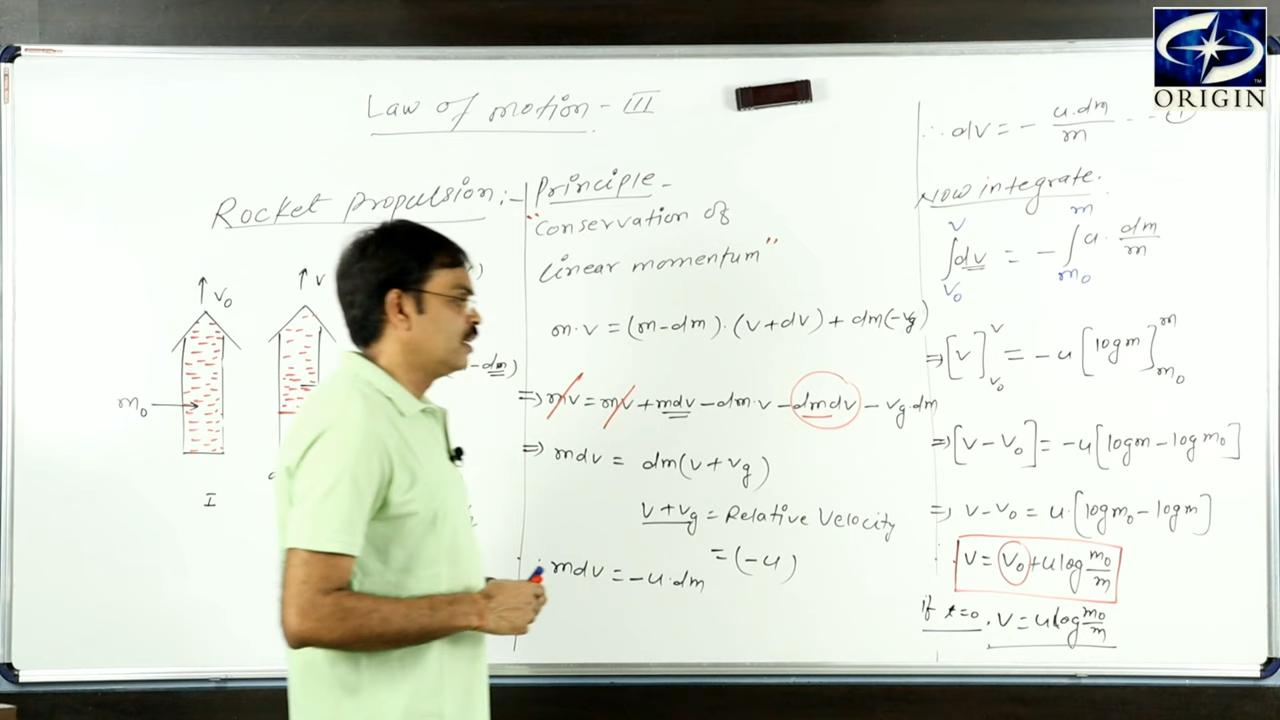 ORIGIN
Law of motion - III
Rocket Propulsion :-
V₀
V
m₀
-dm)
I
Principle -
"Conservation of
linear momentum"
m·v = (m-dm)·(v+dv)+dm(-vg)
⇒ mv = mv + mdv - dm·v - dmdv - vg·dm
⇒ mdv = dm(v+vg)
v+vg = Relative Velocity
= (-u)
mdv = -u·dm
∴ dv = - u.dm/m -- ①
Now integrate.
∫_{V₀}^{V} dv = - ∫_{m₀}^{m} u. dm/m
⇒ [V]_{V₀}^{V} = -u [log m]_{m₀}^{m}
⇒ [V-V₀] = -u[log m - log m₀]
⇒ V-V₀ = u·[log m₀ - log m]
V = V₀ + u log m₀/m
If t=0, V = u log m₀/m